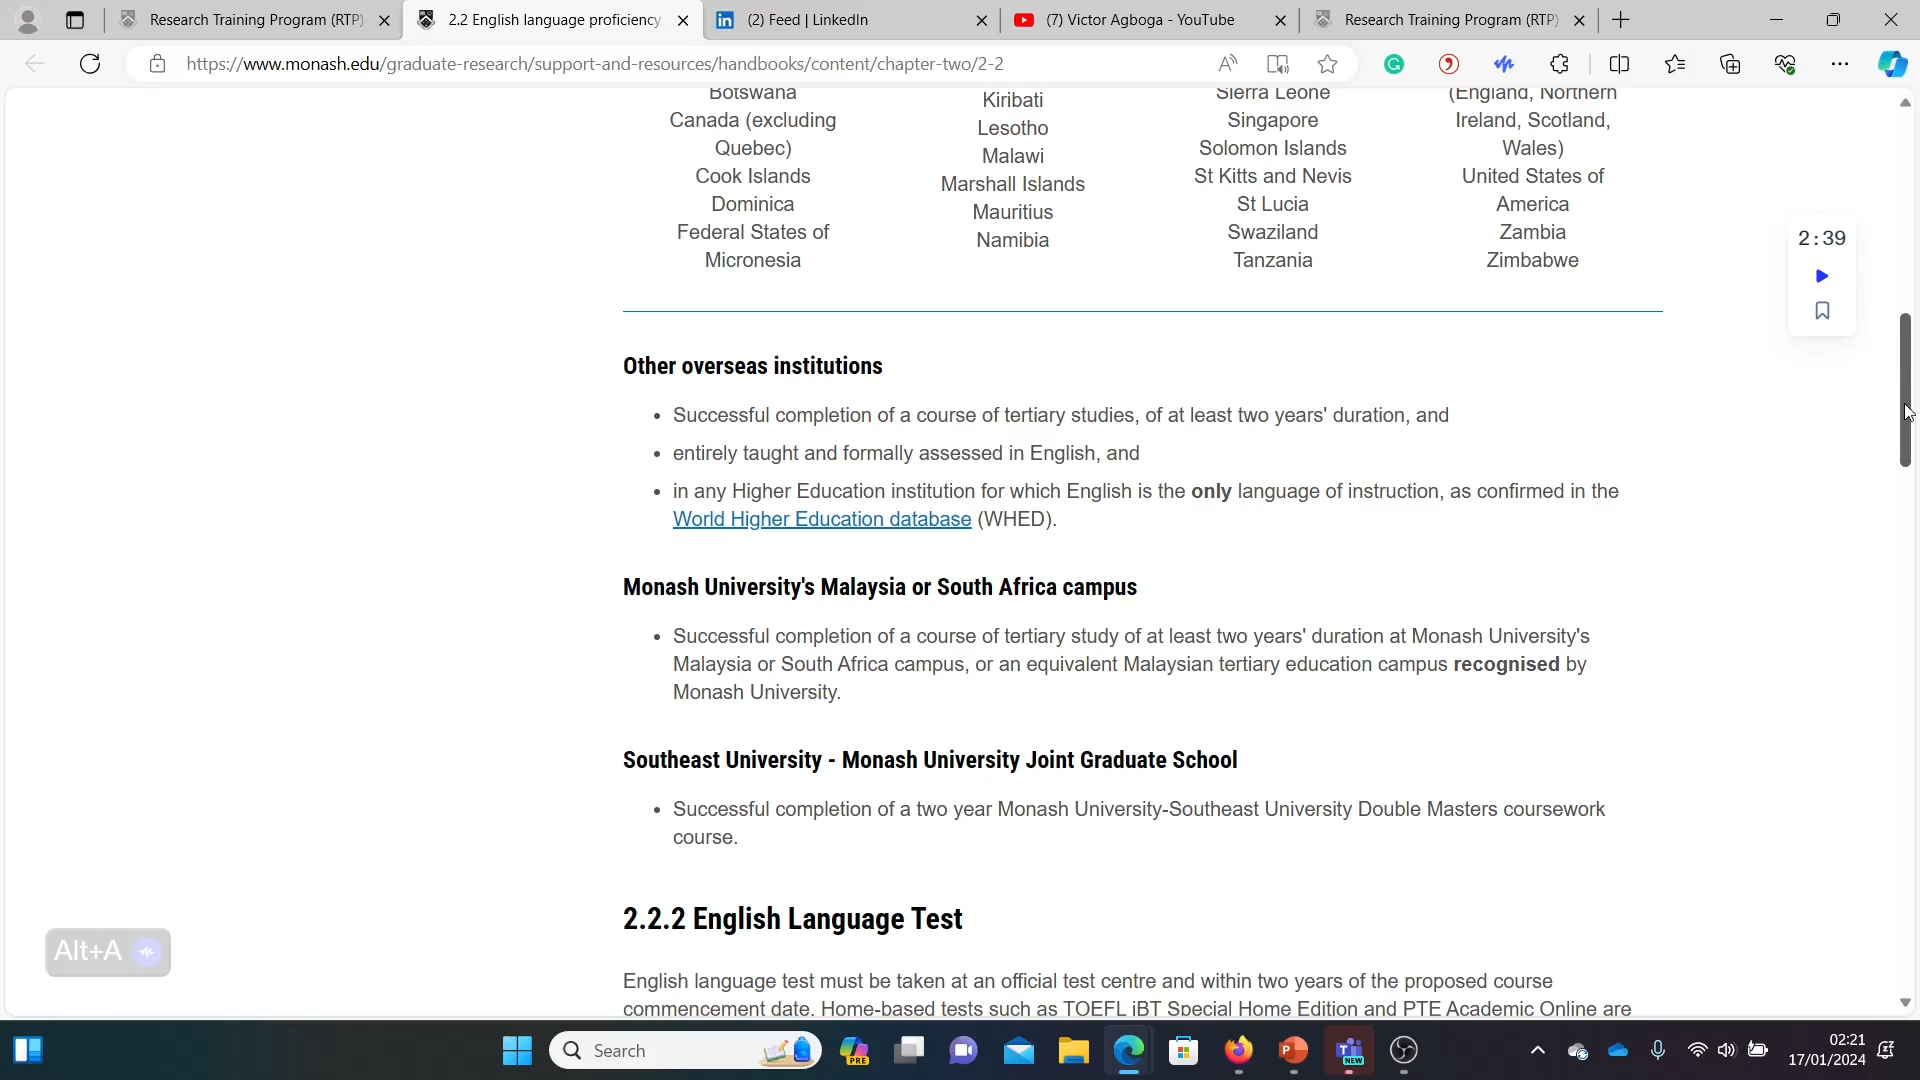 Research Training Program (RTP)
2.2 English language proficiency
(2) Feed | LinkedIn
(7) Victor Agboga - YouTube
Research Training Program (RTP)
https://www.monash.edu/graduate-research/support-and-resources/handbooks/content/chapter-two/2-2
Botswana
Canada (excluding
Quebec)
Cook Islands
Dominica
Federal States of
Micronesia
Kiribati
Lesotho
Malawi
Marshall Islands
Mauritius
Namibia
Sierra Leone
Singapore
Solomon Islands
St Kitts and Nevis
St Lucia
Swaziland
Tanzania
(England, Northern
Ireland, Scotland,
Wales)
United States of
America
Zambia
Zimbabwe
2:39
Other overseas institutions
• Successful completion of a course of tertiary studies, of at least two years' duration, and
• entirely taught and formally assessed in English, and
• in any Higher Education institution for which English is the only language of instruction, as confirmed in the
World Higher Education database (WHED).
Monash University's Malaysia or South Africa campus
• Successful completion of a course of tertiary study of at least two years' duration at Monash University's
Malaysia or South Africa campus, or an equivalent Malaysian tertiary education campus recognised by
Monash University.
Southeast University - Monash University Joint Graduate School
• Successful completion of a two year Monash University-Southeast University Double Masters coursework
course.
2.2.2 English Language Test
Alt+A
English language test must be taken at an official test centre and within two years of the proposed course
commencement date. Home-based tests such as TOEFL iBT Special Home Edition and PTE Academic Online are
Search
PRE
NEW
02:21
17/01/2024